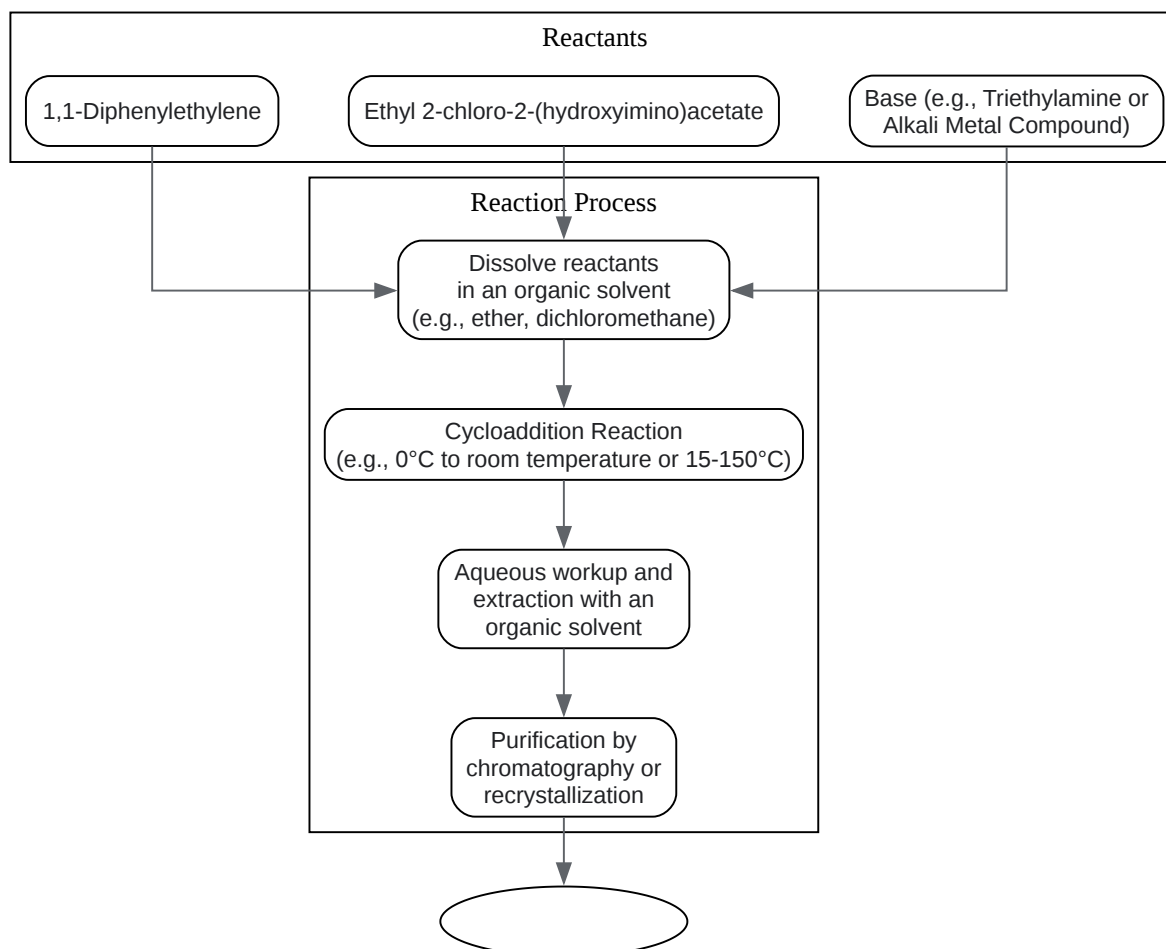 Reactants
1,1-Diphenylethylene
Ethyl 2-chloro-2-(hydroxyimino)acetate
Base (e.g., Triethylamine or
Alkali Metal Compound)
Reaction Process
Dissolve reactants
in an organic solvent
(e.g., ether, dichloromethane)
Cycloaddition Reaction
(e.g., 0°C to room temperature or 15-150°C)
Aqueous workup and
extraction with an
organic solvent
Purification by
chromatography or
recrystallization